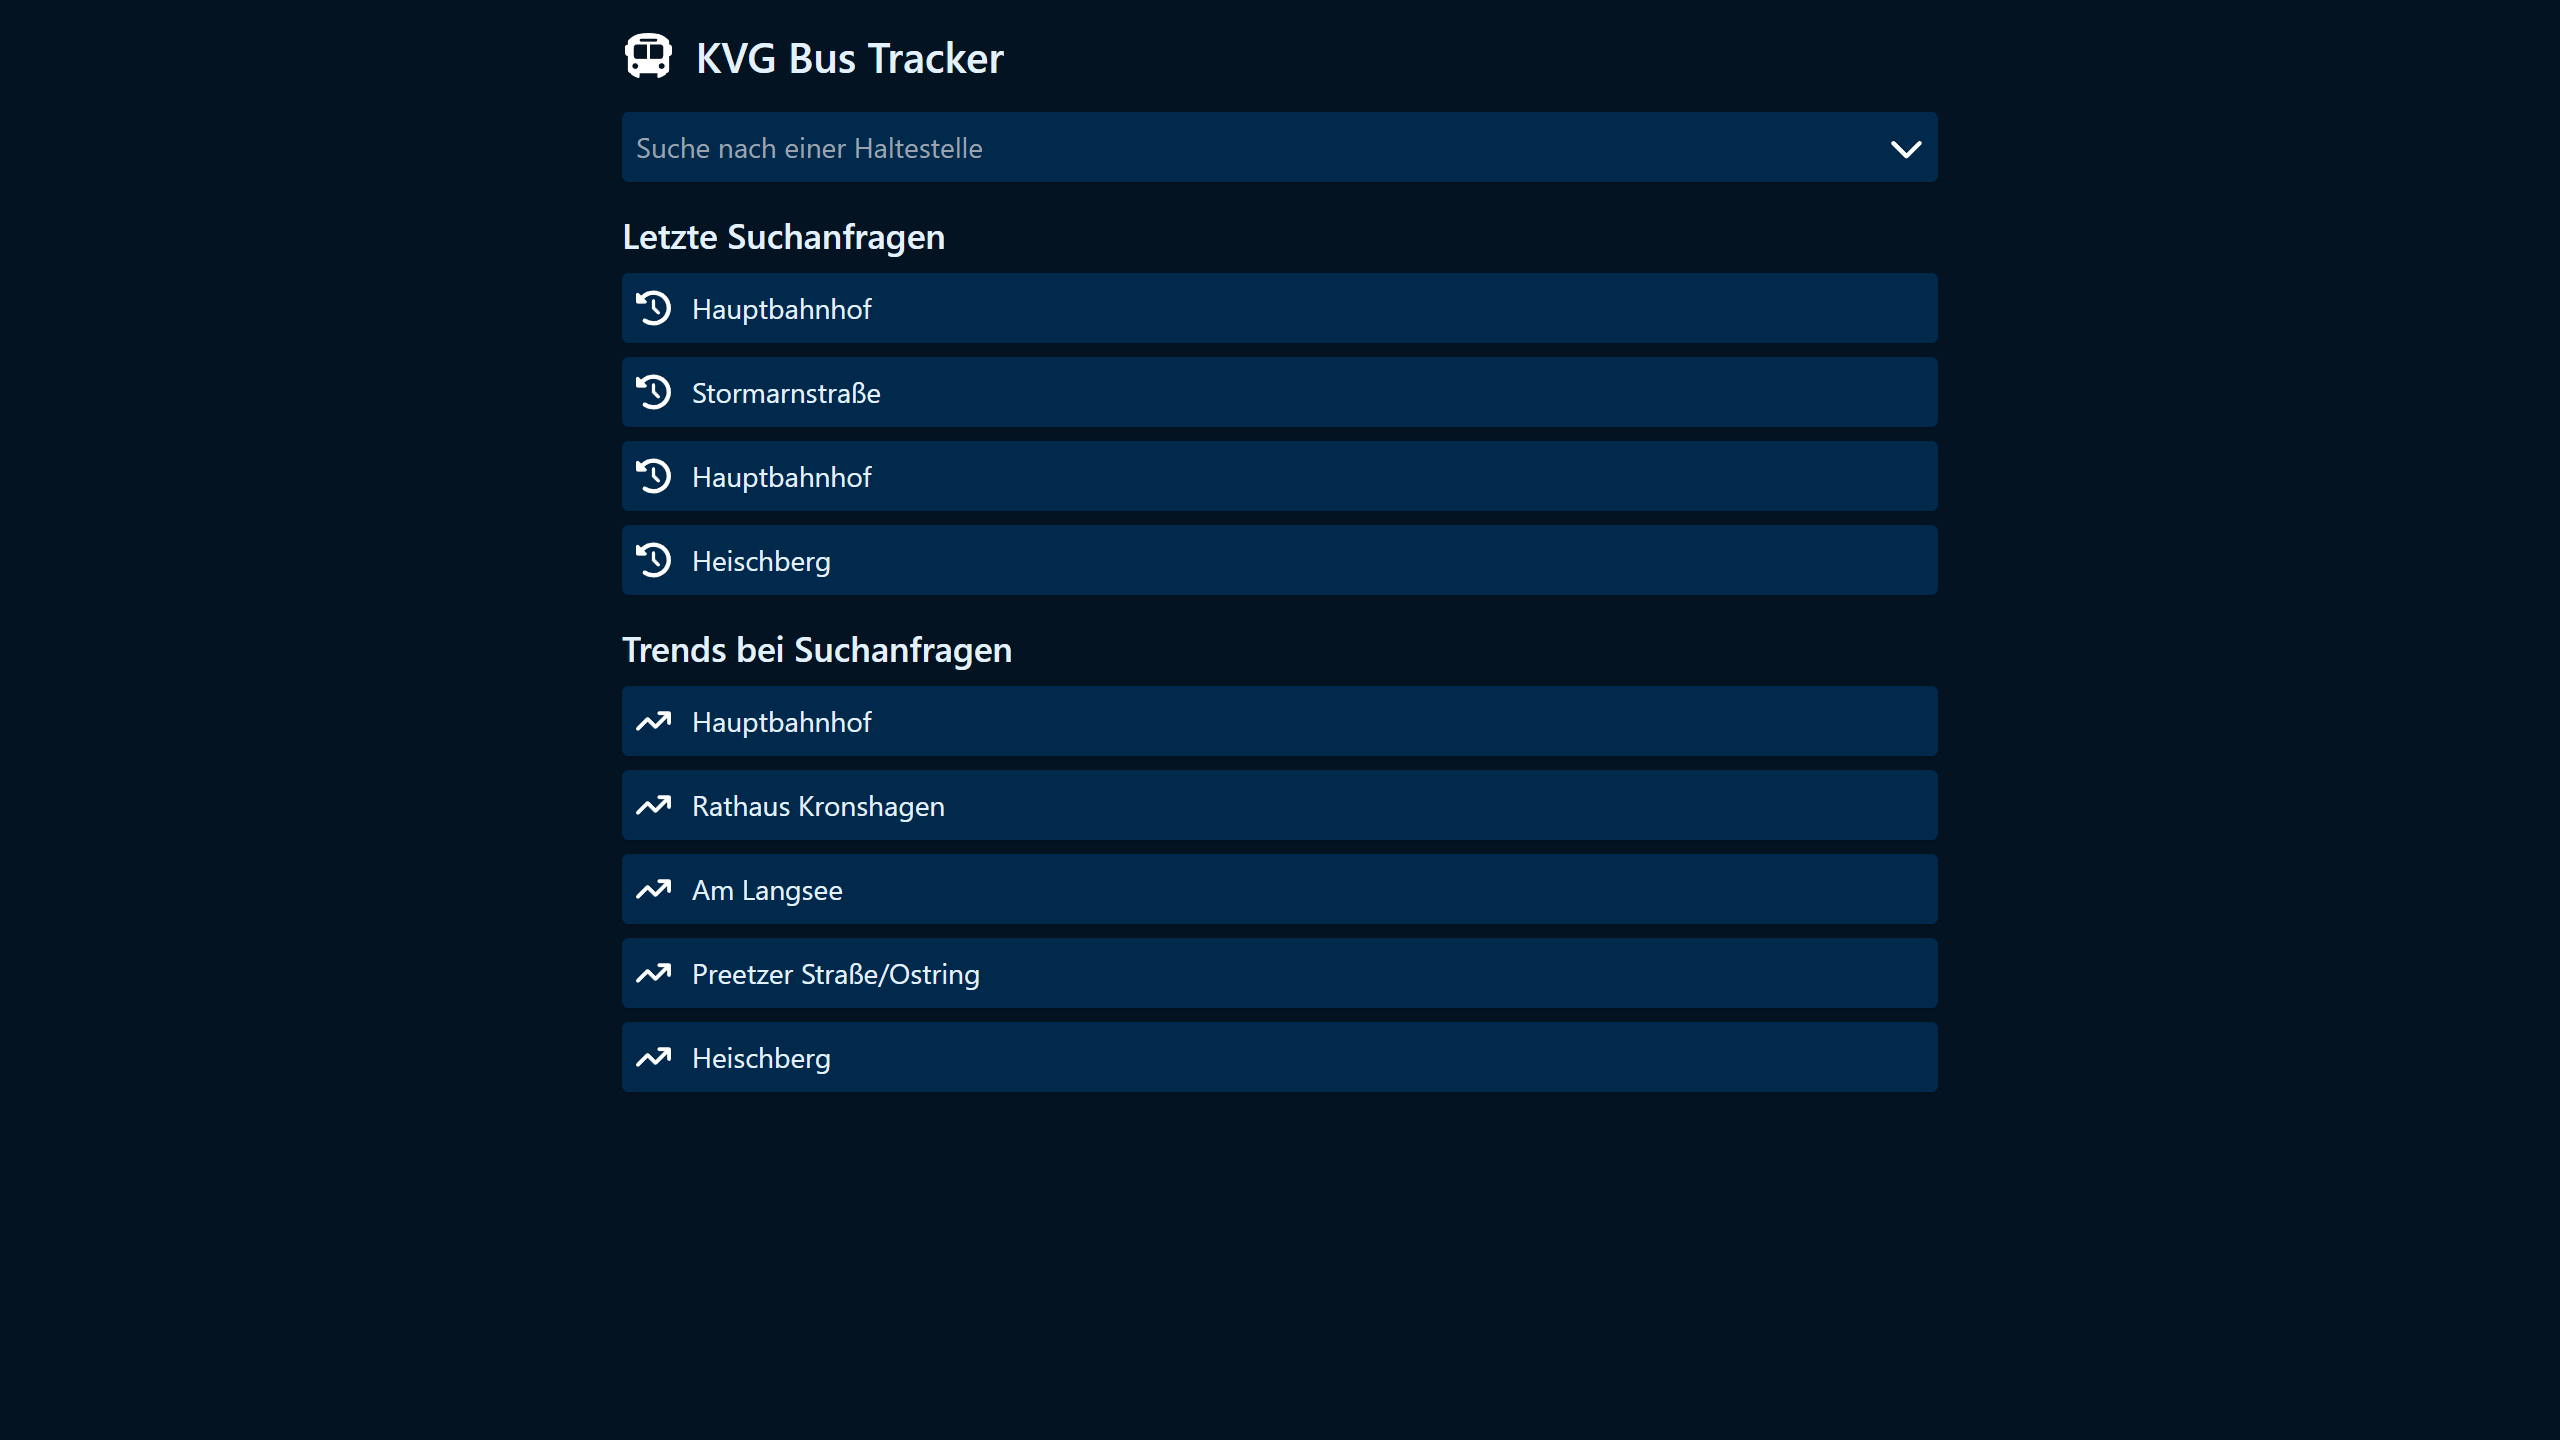 KVG Bus Tracker
Suche nach einer Haltestelle
Letzte Suchanfragen
Hauptbahnhof
Stormarnstraße
Hauptbahnhof
Heischberg
Trends bei Suchanfragen
Hauptbahnhof
Rathaus Kronshagen
Am Langsee
Preetzer Straße/Ostring
Heischberg